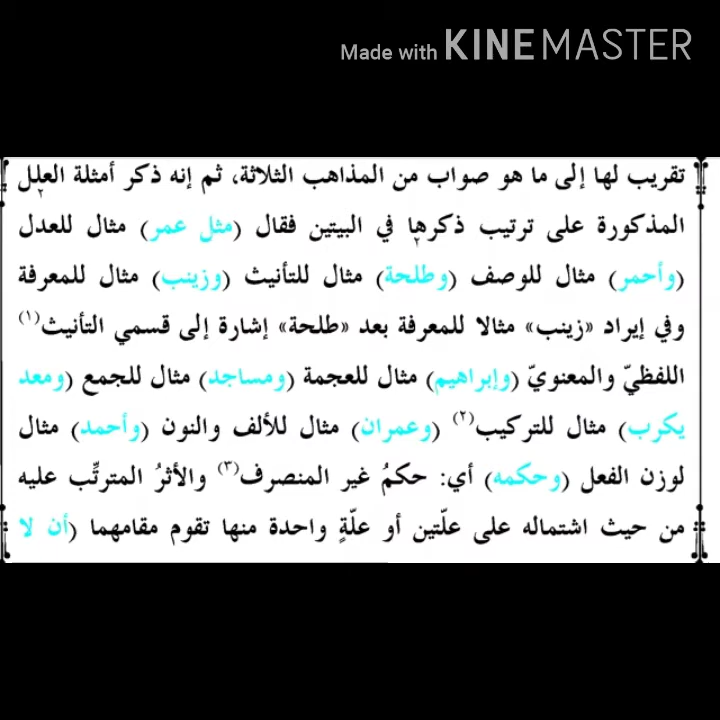 Made with KINEMASTER
تقريب لها إلى ما هو صواب من المذاهب الثلاثة، ثم إنه ذكر أمثلة العلل
المذكورة على ترتيب ذكرها في البيتين فقال (مثل عمر) مثال للعدل
(وأحمر) مثال للوصف (وطلحة) مثال للتأنيث (وزينب) مثال للمعرفة
وفي إيراد «زينب» مثالا للمعرفة بعد «طلحة» إشارة إلى قسمي التأنيث(١)
اللفظيّ والمعنويّ (وإبراهيم) مثال للعجمة (ومساجد) مثال للجمع (ومعد
يكرب) مثال للتركيب(٢) (وعمران) مثال للألف والنون (وأحمد) مثال
لوزن الفعل (وحكمه) أي: حكمُ غير المنصرف(٣) والأثرُ المترتِّب عليه
من حيث اشتماله على علّتين أو علّةٍ واحدة منها تقوم مقامهما (أن لا